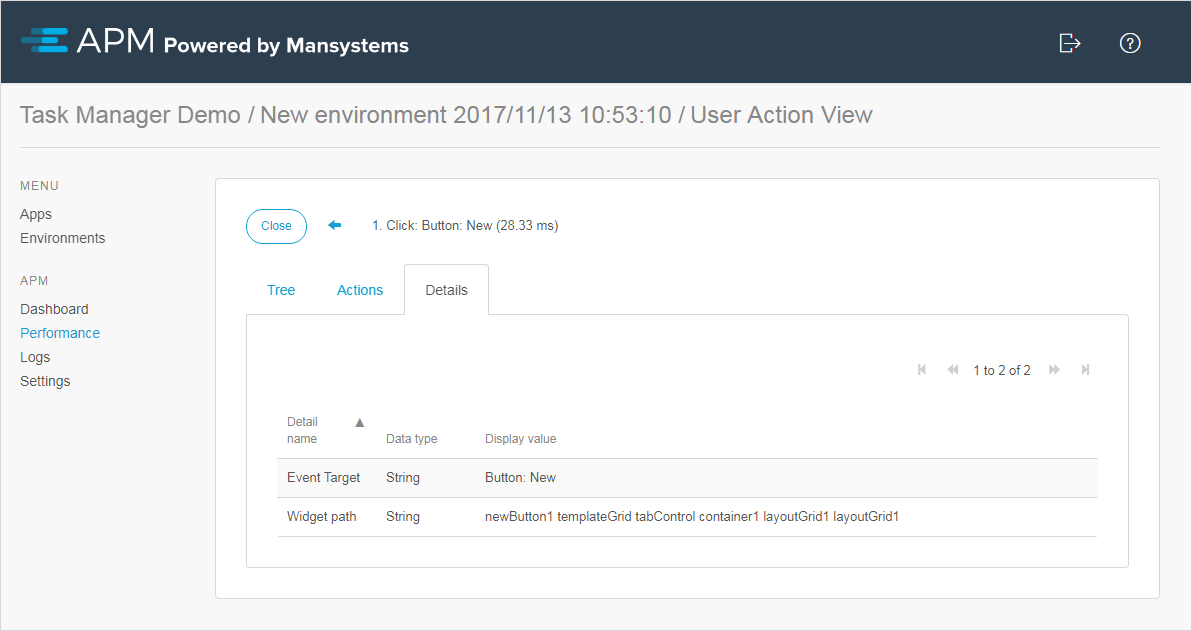 APM Powered by Mansystems
Task Manager Demo / New environment 2017/11/13 10:53:10 / User Action View
MENU
Apps
Environments
APM
Dashboard
Performance
Logs
Settings
Close
1. Click: Button: New (28.33 ms)
Tree Actions Details
1 to 2 of 2
Detail
name Data type Display value
Event Target String Button: New
Widget path String newButton1 templateGrid tabControl container1 layoutGrid1 layoutGrid1